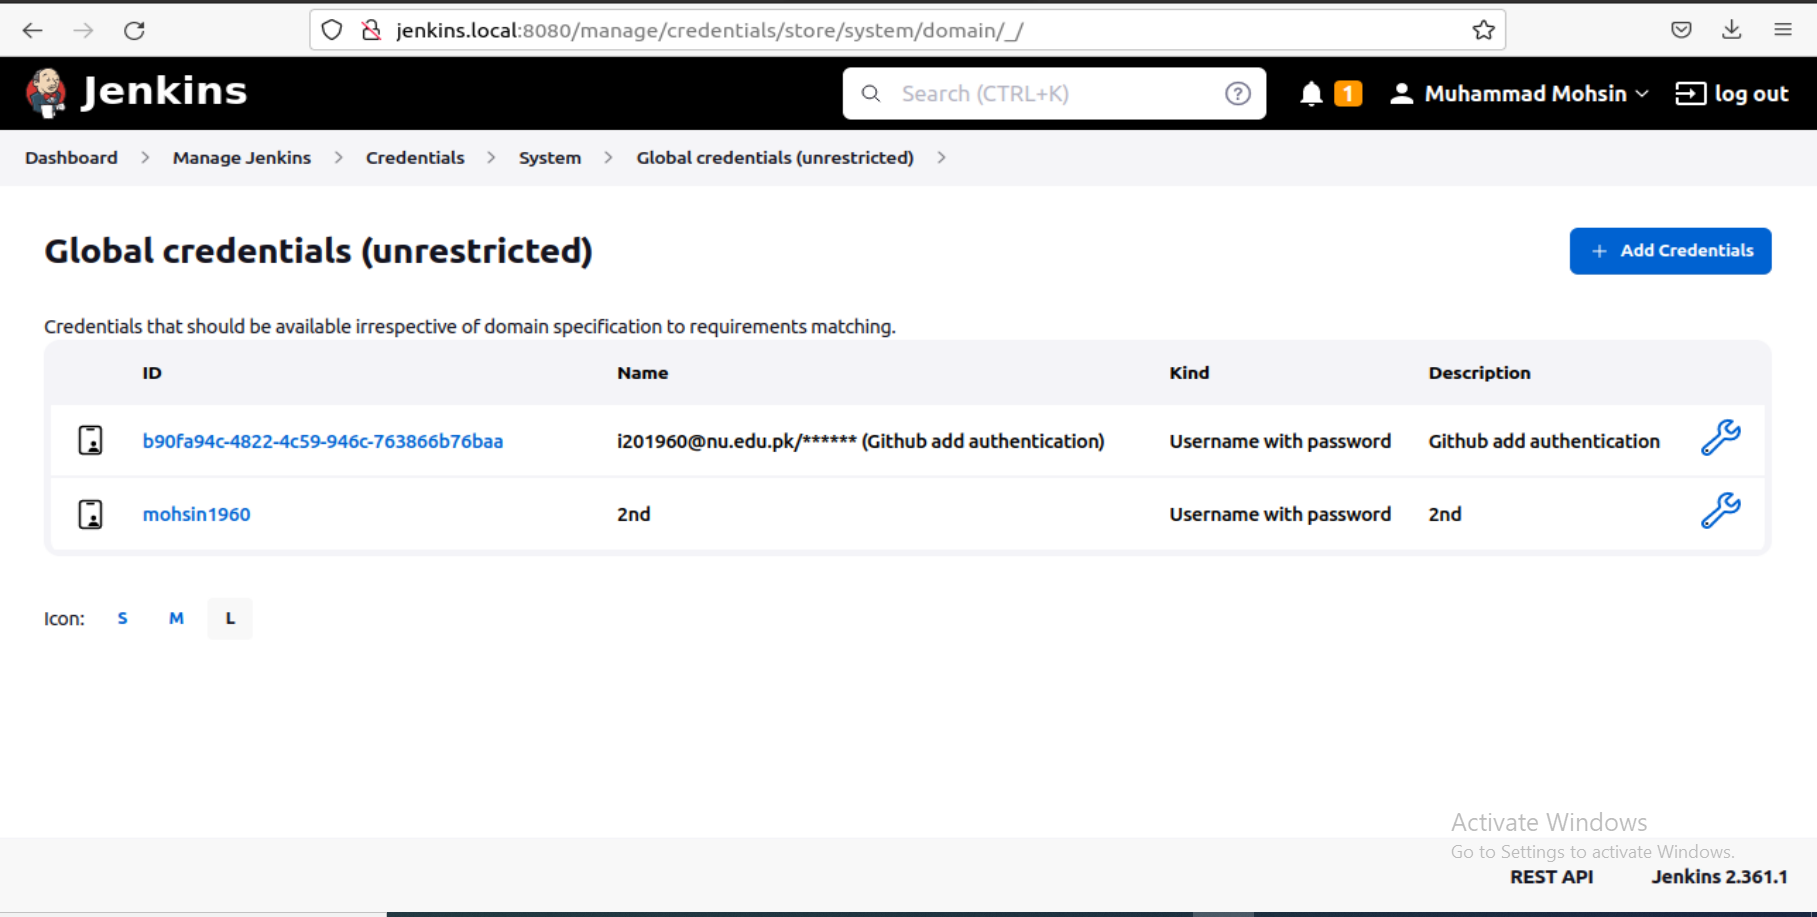 jenkins.local:8080/manage/credentials/store/system/domain/_/
Jenkins Search (CTRL+K) ? 1 Muhammad Mohsin log out
Dashboard > Manage Jenkins > Credentials > System > Global credentials (unrestricted) >
Global credentials (unrestricted) + Add Credentials
Credentials that should be available irrespective of domain specification to requirements matching.
ID Name Kind Description
b90fa94c-4822-4c59-946c-763866b76baa i201960@nu.edu.pk/****** (Github add authentication) Username with password Github add authentication
mohsin1960 2nd Username with password 2nd
Icon: S M L
Activate Windows
Go to Settings to activate Windows.
REST API Jenkins 2.361.1